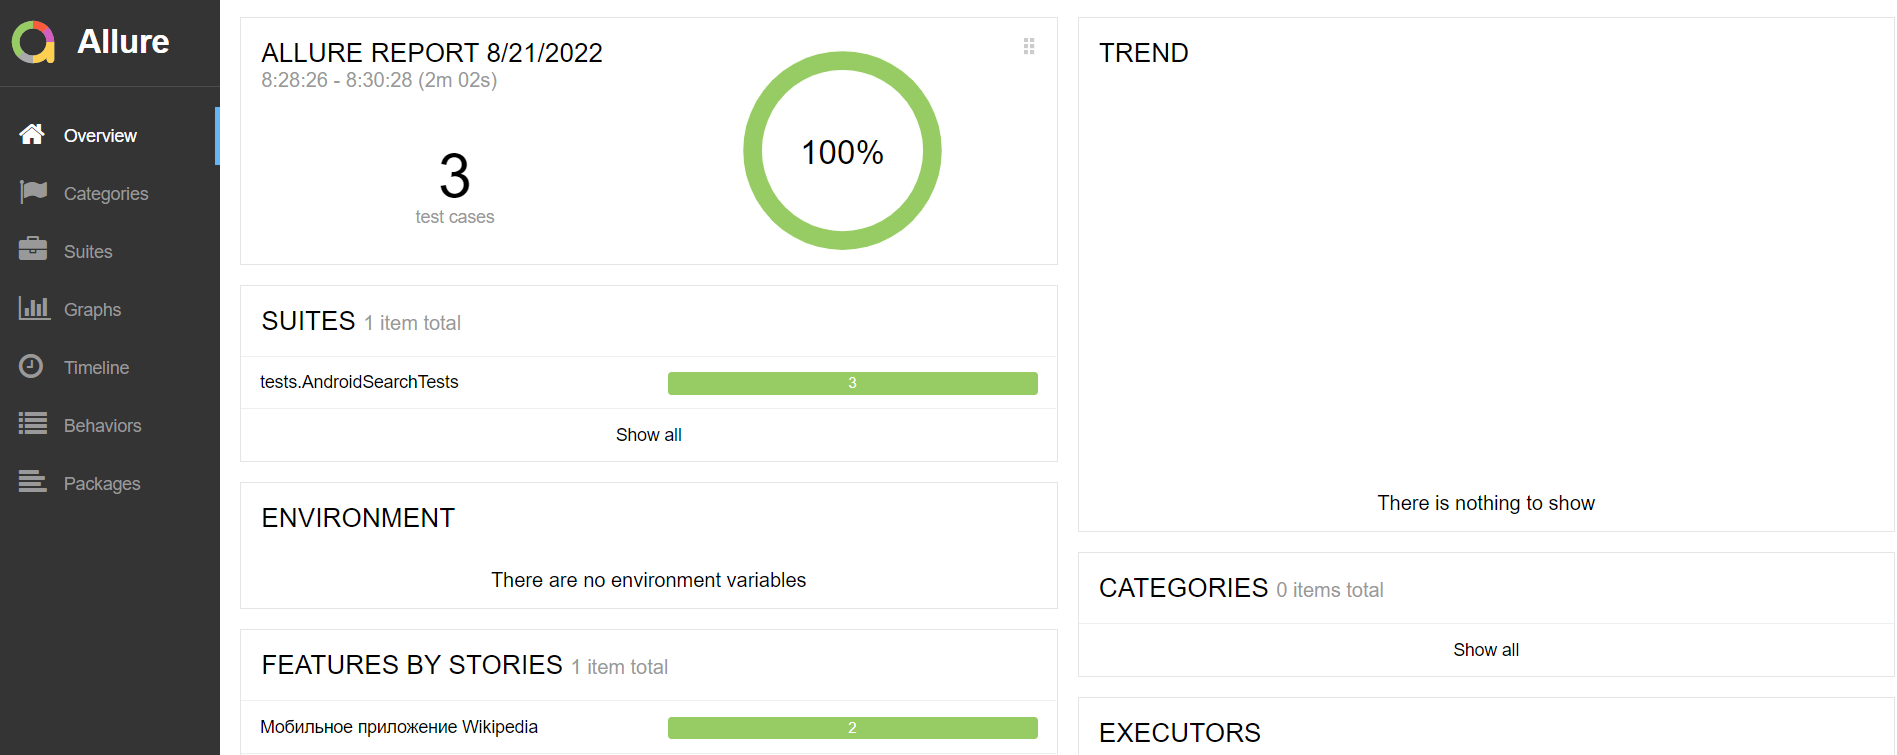 Allure
Overview
Categories
Suites
Graphs
Timeline
Behaviors
Packages
ALLURE REPORT 8/21/2022
8:28:26 - 8:30:28 (2m 02s)
3
test cases
100%
SUITES 1 item total
tests.AndroidSearchTests 3
Show all
ENVIRONMENT
There are no environment variables
FEATURES BY STORIES 1 item total
Мобильное приложение Wikipedia 2
TREND
There is nothing to show
CATEGORIES 0 items total
Show all
EXECUTORS